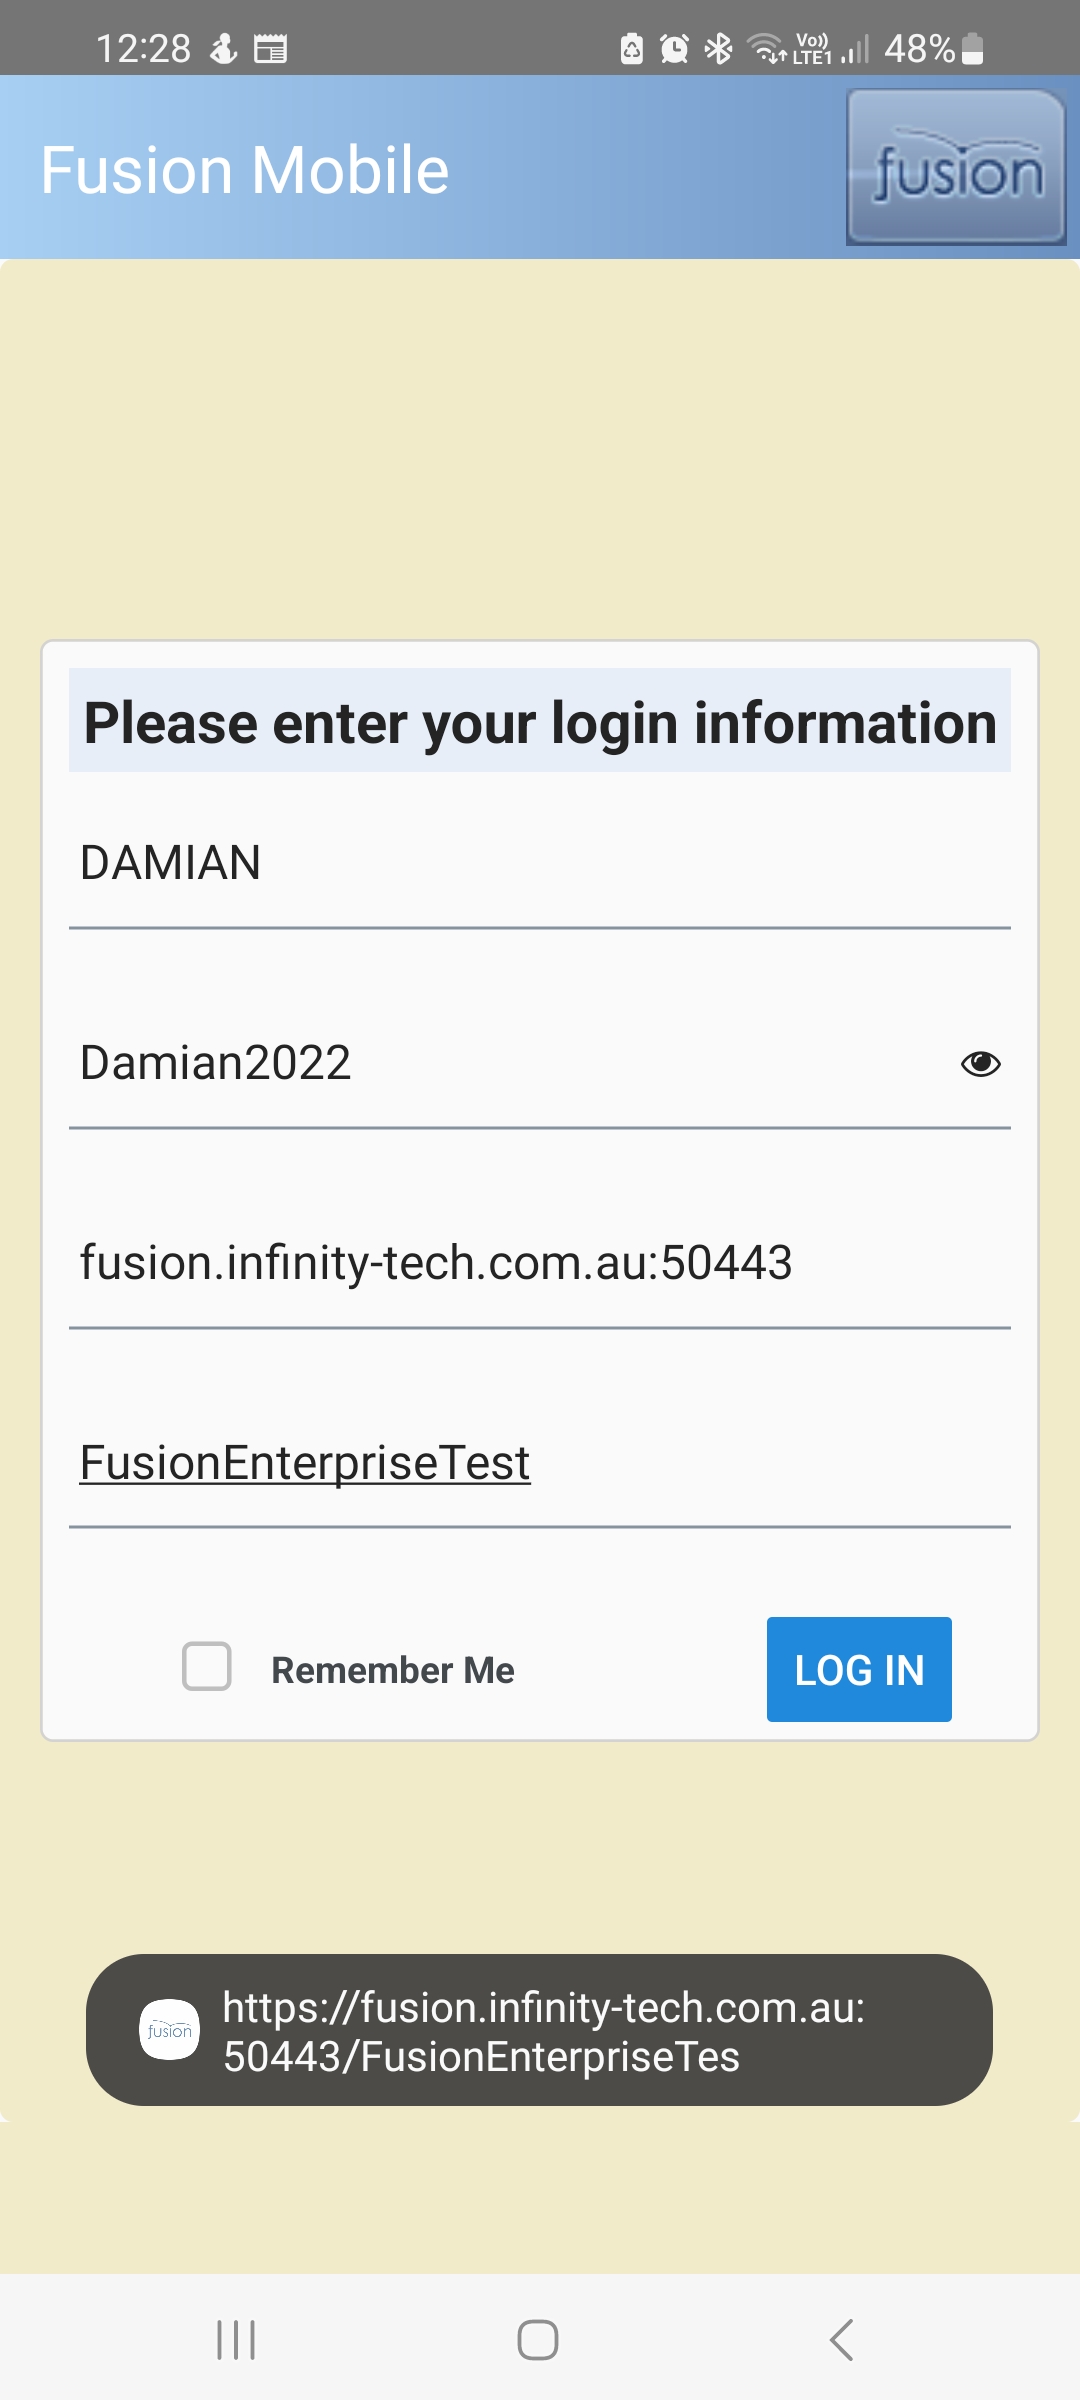 12:28
Vo)) LTE1 48%
Fusion Mobile
fusion
Please enter your login information
DAMIAN
Damian2022
fusion.infinity-tech.com.au:50443
FusionEnterpriseTest
Remember Me
LOG IN
fusion
https://fusion.infinity-tech.com.au:
50443/FusionEnterpriseTes